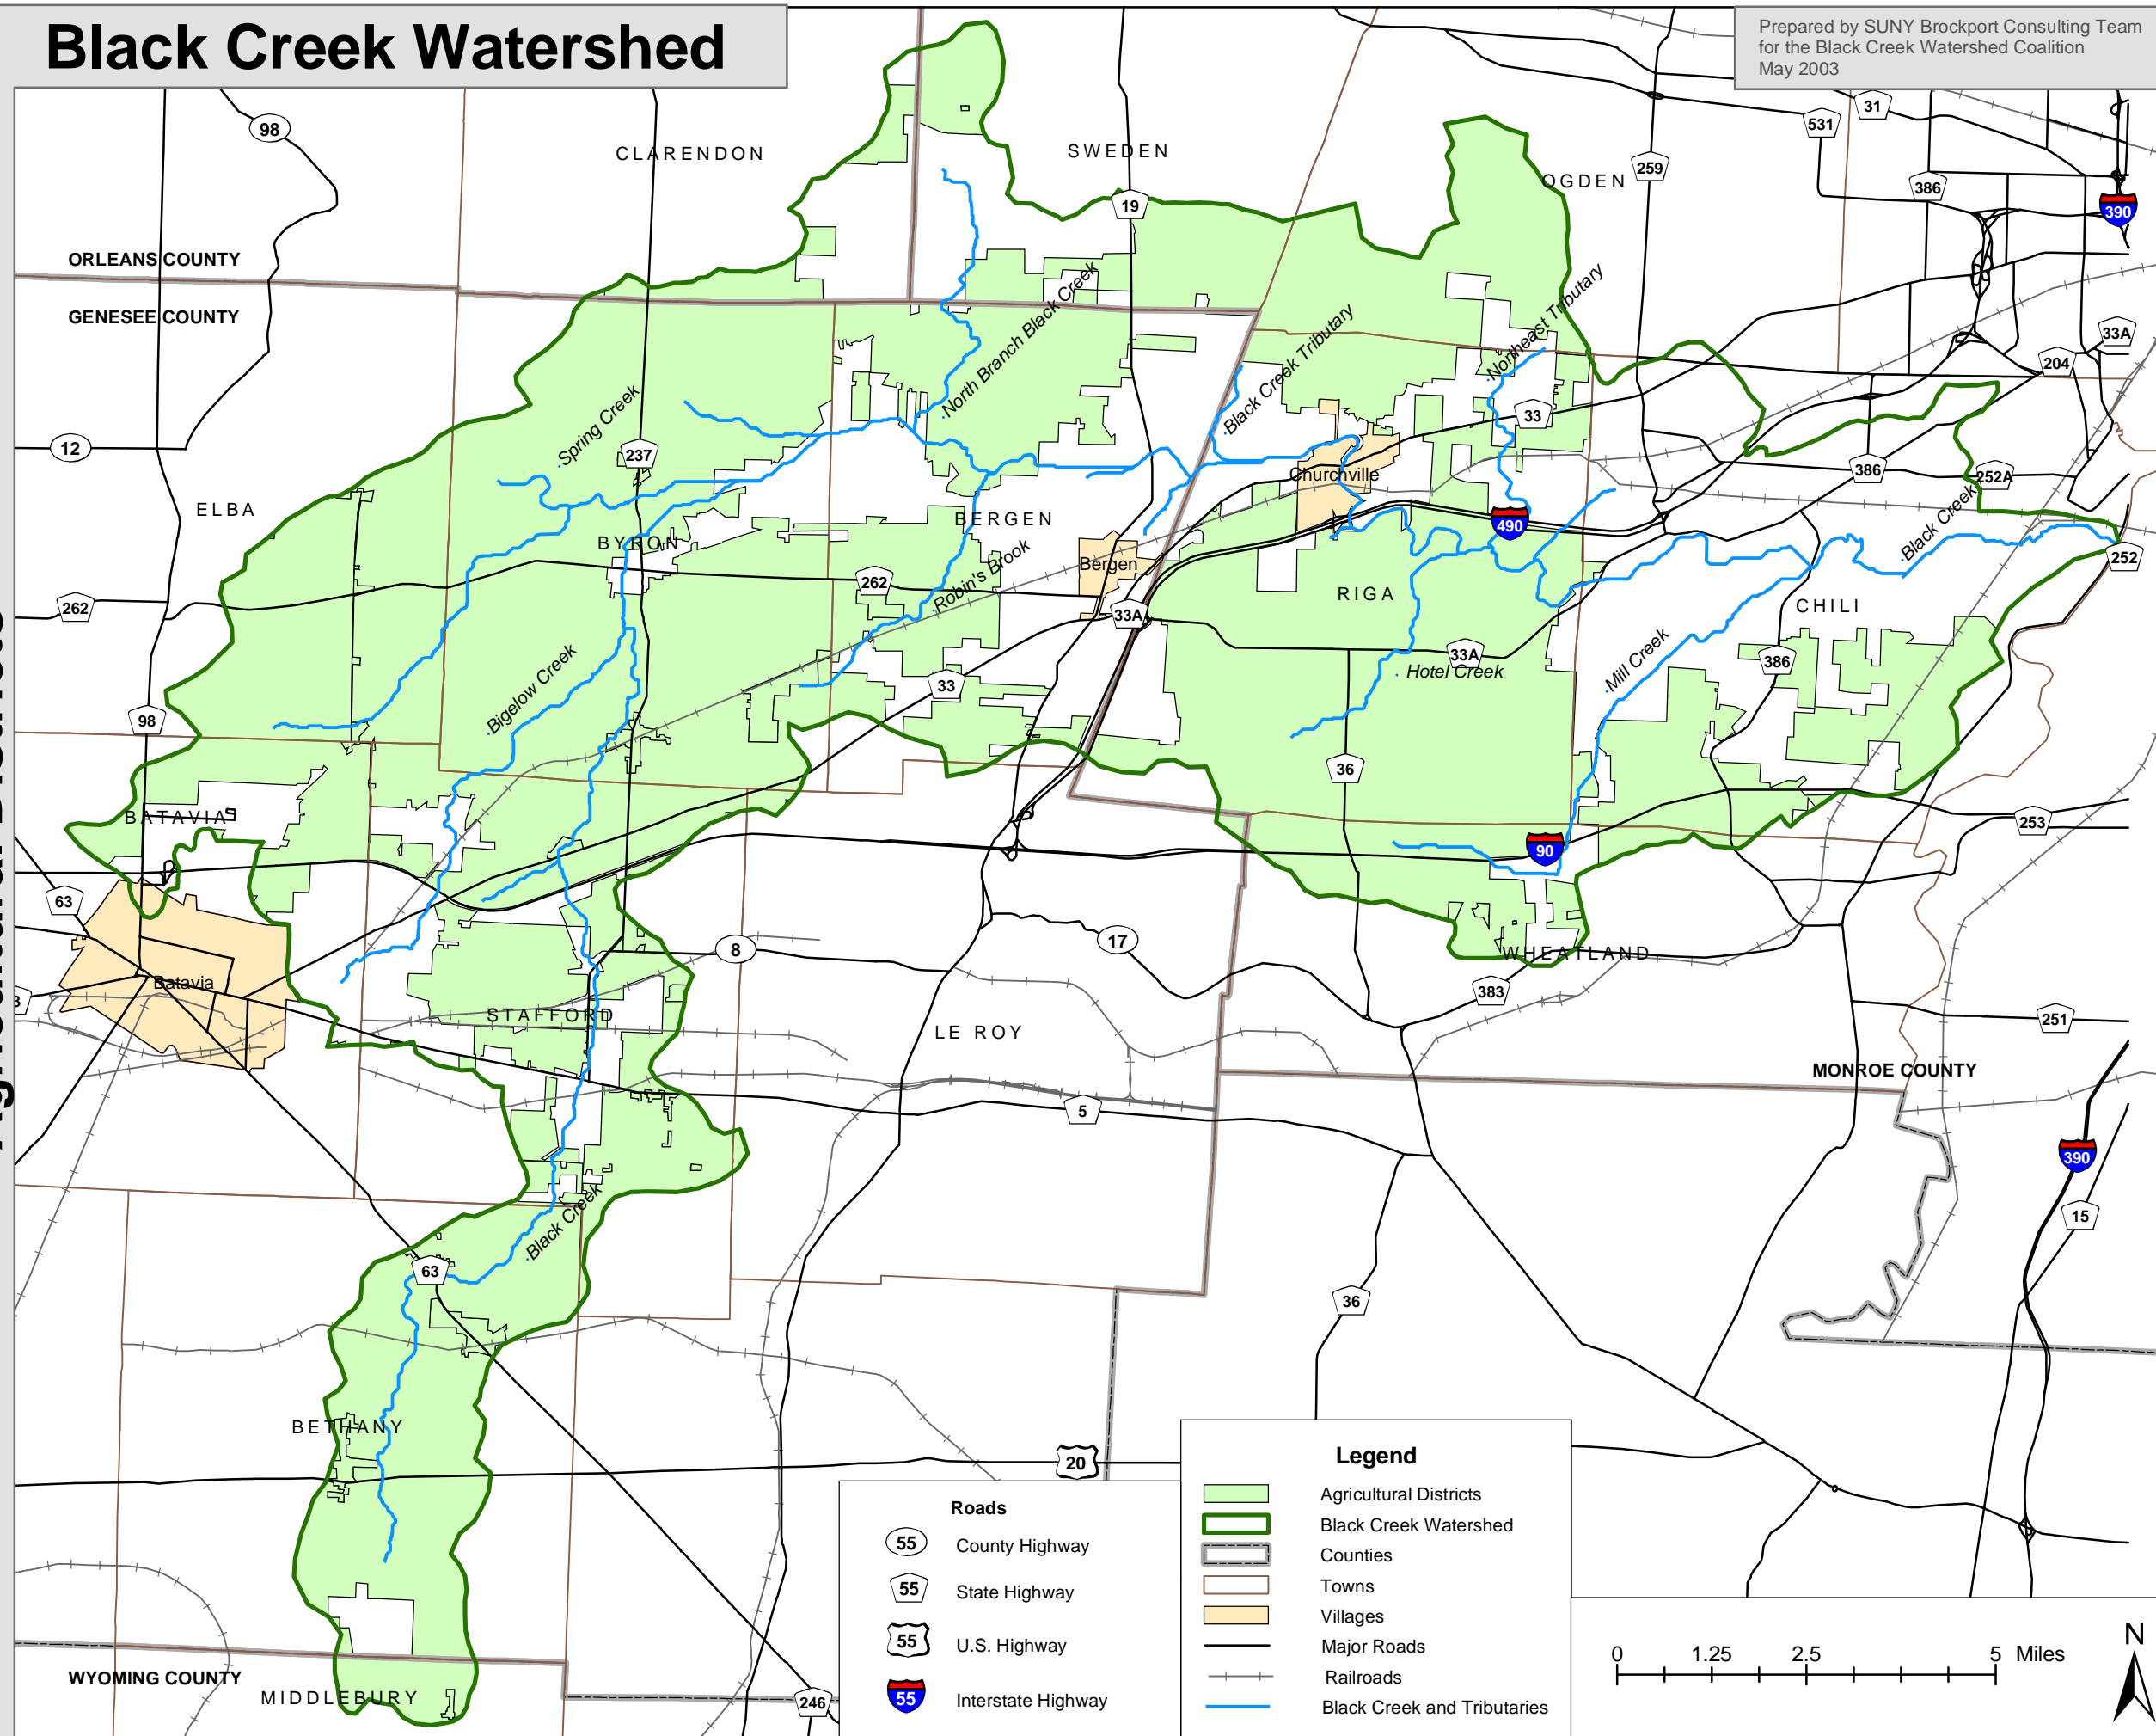 Black Creek Watershed
Prepared by SUNY Brockport Consulting Team
for the Black Creek Watershed Coalition
May 2003
98
CLARENDON
SWEDEN
OGDEN
259
531
31
386
390
19
ORLEANS COUNTY
GENESEE COUNTY
33A
204
North Branch Black Creek
Black Creek Tributary
Northeast Tributary
Spring Creek
33
12
237
Churchville
386
252A
ELBA
BERGEN
490
Black Creek
BYRON
Bergen
252
262
262
Robin's Brook
RIGA
CHILI
33A
33A
Hotel Creek
Mill Creek
386
Bigelow Creek
33
98
36
BATAVIA
90
253
63
8
17
WHEATLAND
Batavia
383
STAFFORD
LE ROY
251
MONROE COUNTY
5
390
15
Black Creek
63
36
BETHANY
20
WYOMING COUNTY
MIDDLEBURY
246
Roads
55 County Highway
55 State Highway
55 U.S. Highway
55 Interstate Highway
Legend
Agricultural Districts
Black Creek Watershed
Counties
Towns
Villages
Major Roads
Railroads
Black Creek and Tributaries
0 1.25 2.5 5 Miles
N